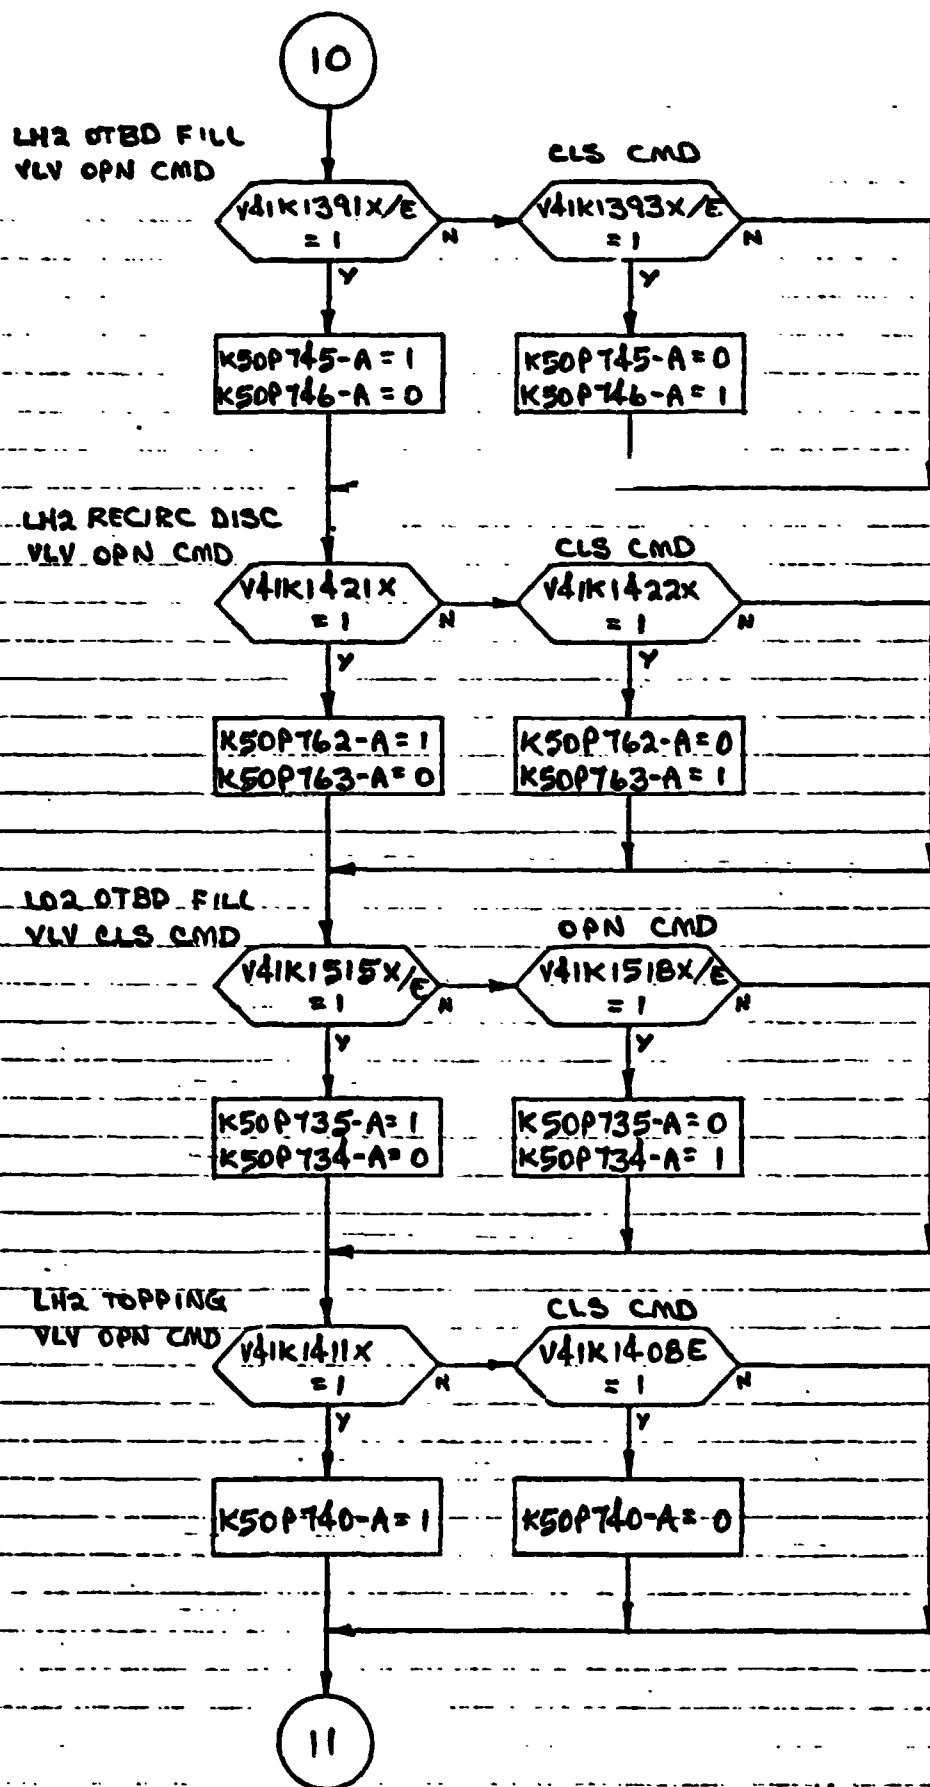 10
LH2 OTBD FILL
VLV OPN CMD
CLS CMD
V41K1391X/E
= 1
N
Y
V41K1393X/E
= 1
N
Y
K50P745-A = 1
K50P746-A = 0
K50P745-A = 0
K50P746-A = 1
LH2 RECIRC DISC
VLV OPN CMD
CLS CMD
V41K1421X
= 1
N
Y
V41K1422X
= 1
N
Y
K50P762-A = 1
K50P763-A = 0
K50P762-A = 0
K50P763-A = 1
LO2 OTBD FILL
VLV CLS CMD
OPN CMD
V41K1515X/E
= 1
N
Y
V41K1518X/E
= 1
N
Y
K50P735-A = 1
K50P734-A = 0
K50P735-A = 0
K50P734-A = 1
LH2 TOPPING
VLV OPN CMD
CLS CMD
V41K1411X
= 1
N
Y
V41K1408E
= 1
N
Y
K50P740-A = 1
K50P740-A = 0
11